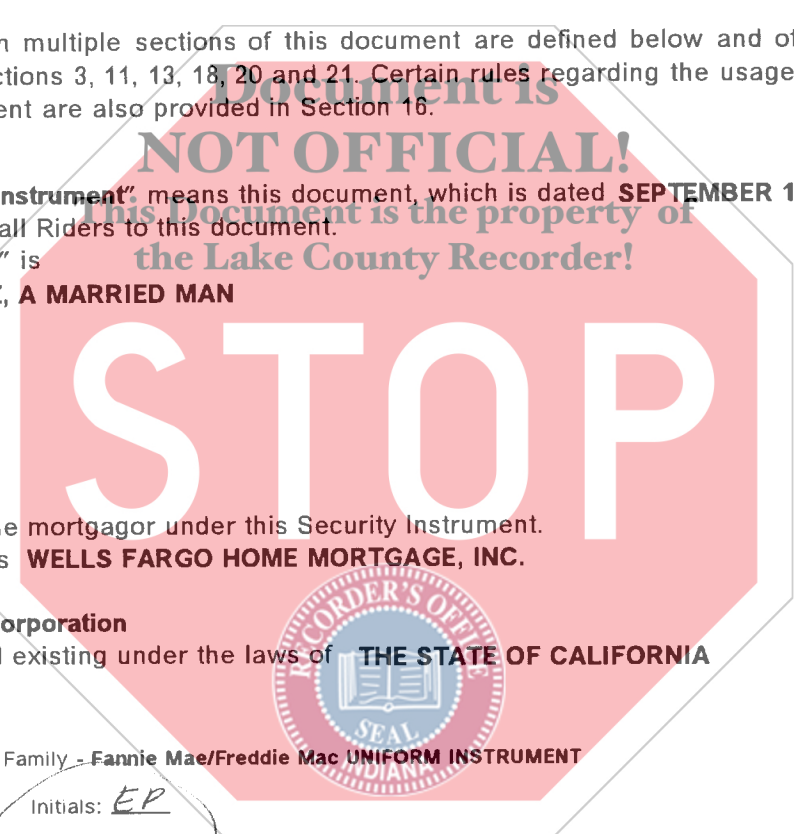 n multiple sections of this document are defined below and of
ctions 3, 11, 13, 18, 20 and 21. Certain rules regarding the usage
Document is
ent are also provided in Section 16.
NOT OFFICIAL!
nstrument" means this document, which is dated SEPTEMBER 1
This Document is the property of
all Riders to this document.
" is
the Lake County Recorder!
, A MARRIED MAN
STOP
e mortgagor under this Security Instrument.
s WELLS FARGO HOME MORTGAGE, INC.
orporation
l existing under the laws of THE STATE OF CALIFORNIA
RECORDER'S OFFICE
SEAL
INDIANA
Family - Fannie Mae/Freddie Mac UNIFORM INSTRUMENT
Initials: EP